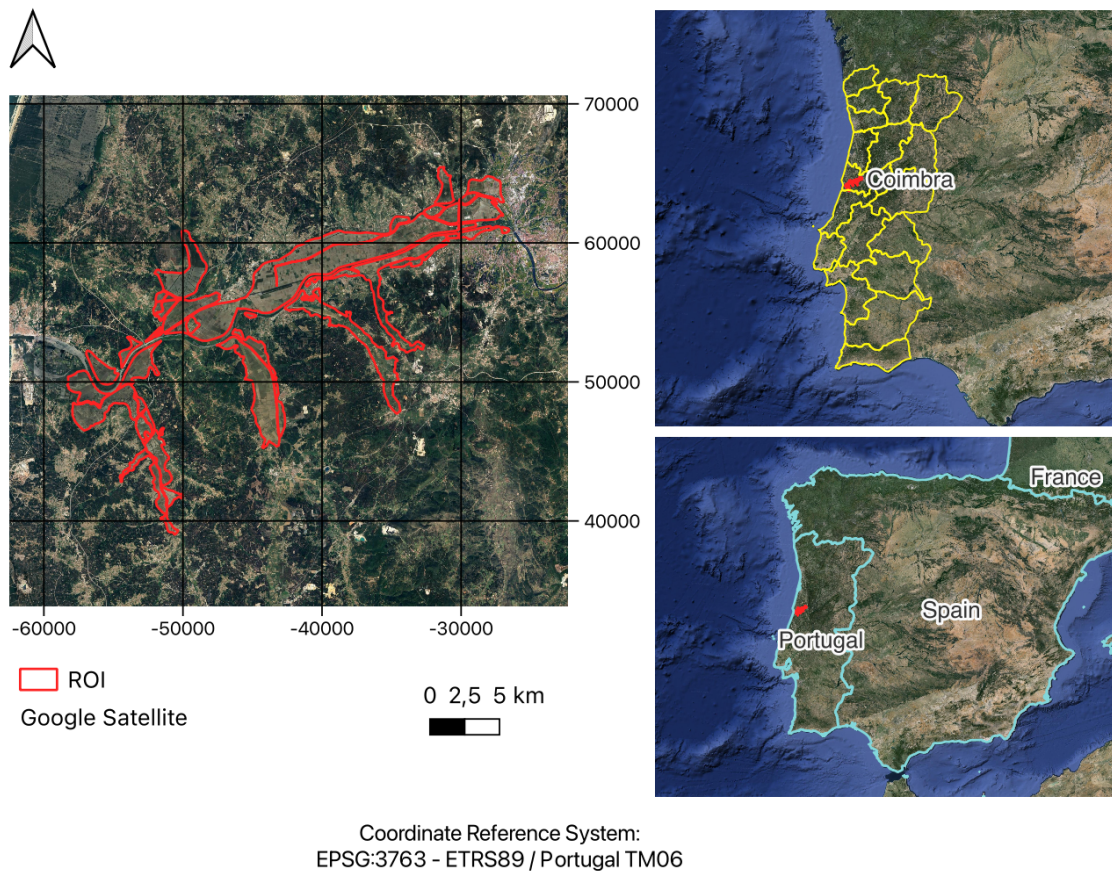 70000
60000
50000
40000
-60000
-50000
-40000
-30000
ROI
Google Satellite
0 2,5 5 km
Coimbra
France
Spain
Portugal
Coordinate Reference System:
EPSG:3763 - ETRS89 / Portugal TM06